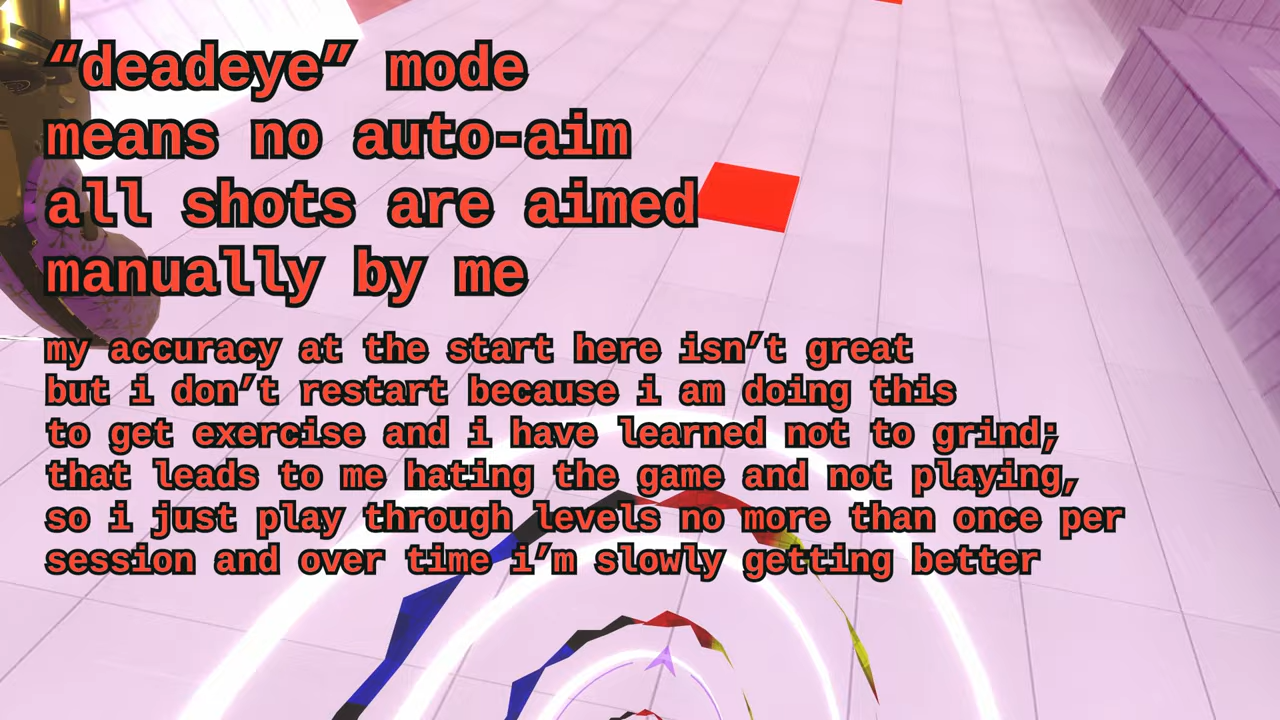 “deadeye” mode
means no auto-aim
all shots are aimed
manually by me
my accuracy at the start here isn’t great
but i don’t restart because i am doing this
to get exercise and i have learned not to grind;
that leads to me hating the game and not playing,
so i just play through levels no more than once per
session and over time i’m slowly getting better